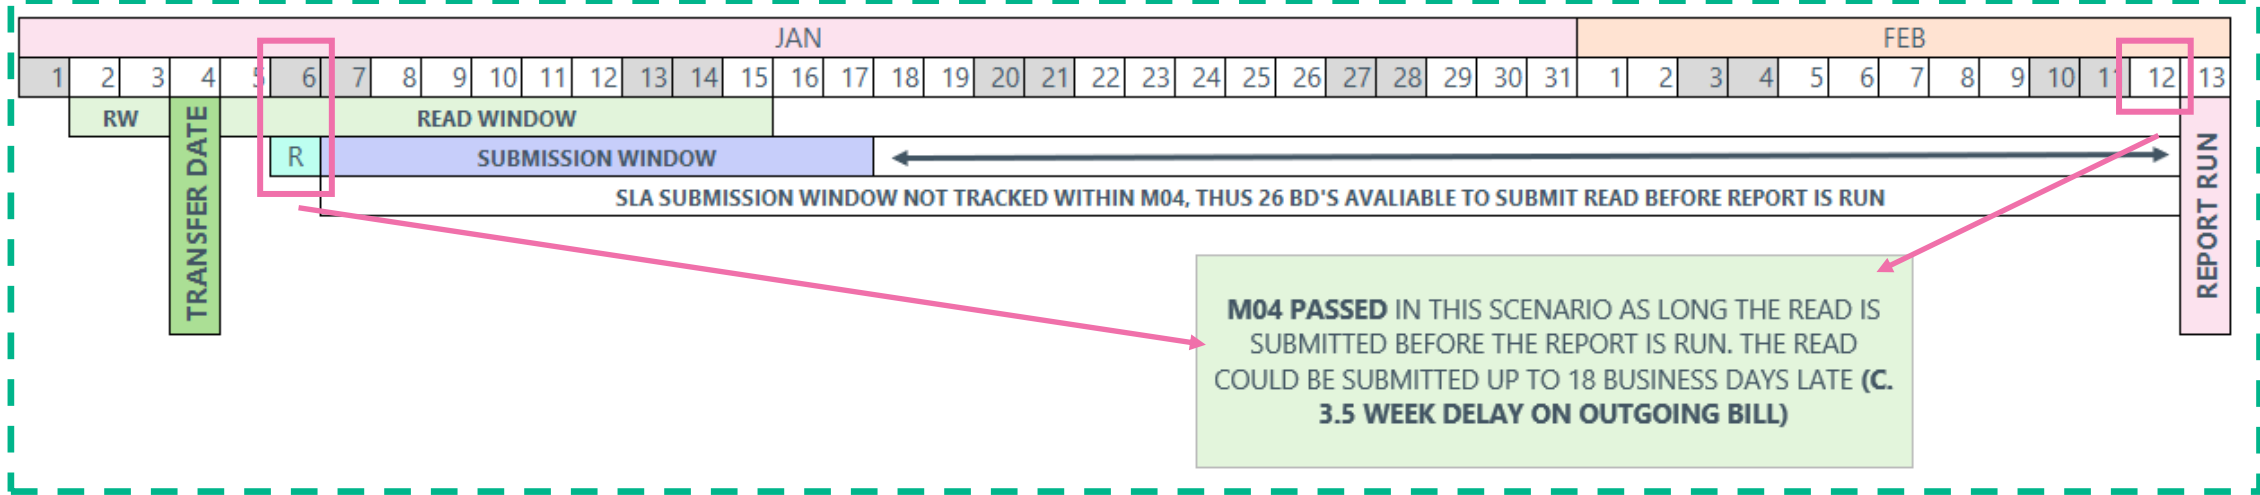 JAN FEB
1 2 3 4 5 6 7 8 9 10 11 12 13 14 15 16 17 18 19 20 21 22 23 24 25 26 27 28 29 30 31 1 2 3 4 5 6 7 8 9 10 11 12 13
RW READ WINDOW
TRANSFER DATE
R SUBMISSION WINDOW
SLA SUBMISSION WINDOW NOT TRACKED WITHIN M04, THUS 26 BD'S AVALIABLE TO SUBMIT READ BEFORE REPORT IS RUN
REPORT RUN
M04 PASSED IN THIS SCENARIO AS LONG THE READ IS
SUBMITTED BEFORE THE REPORT IS RUN. THE READ
COULD BE SUBMITTED UP TO 18 BUSINESS DAYS LATE (C.
3.5 WEEK DELAY ON OUTGOING BILL)